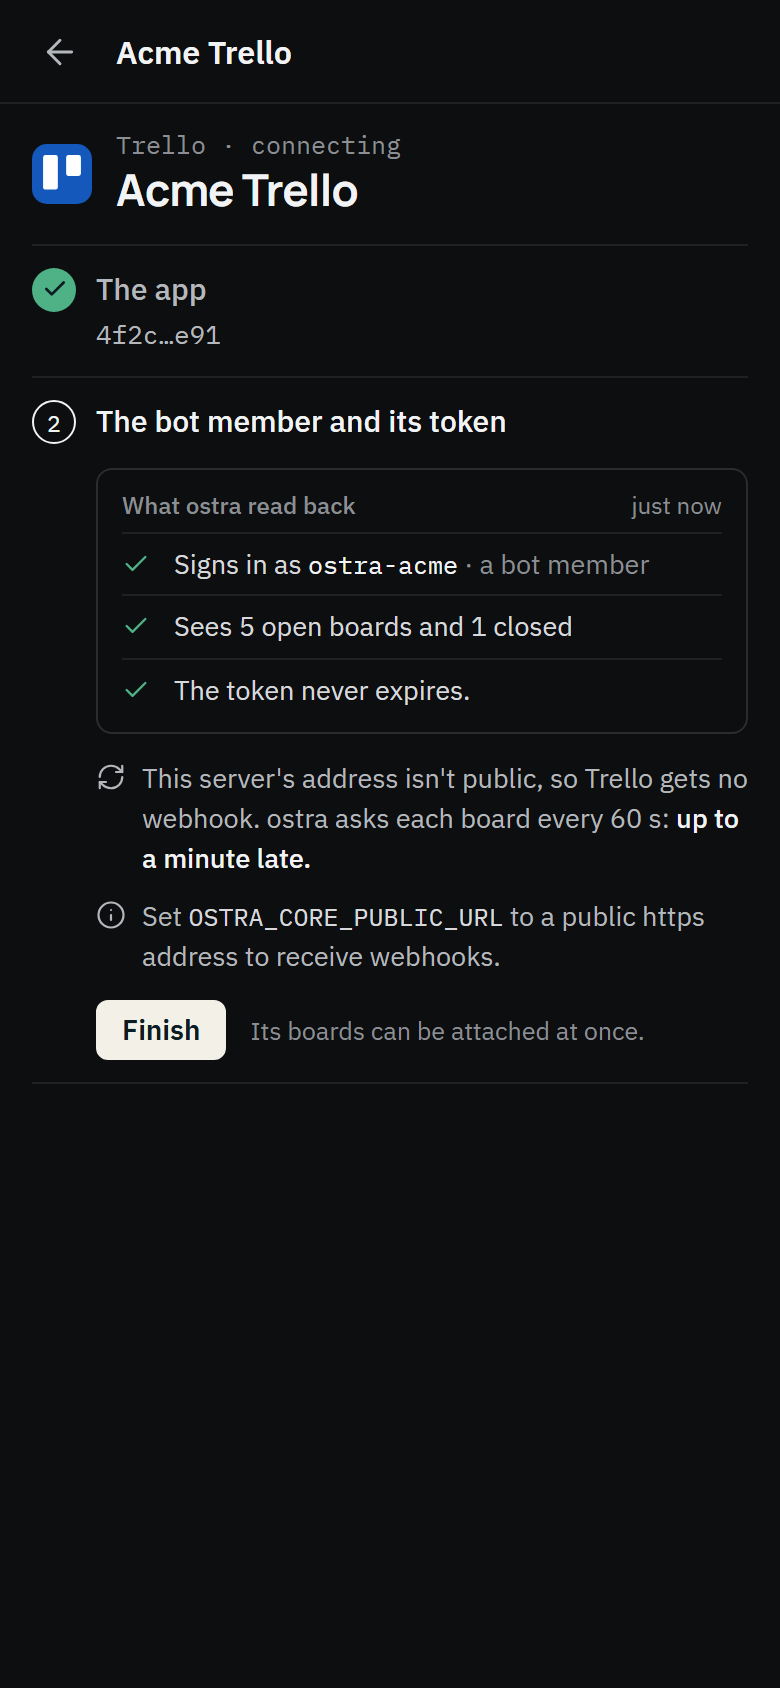 Acme Trello
Trello · connecting
Acme Trello
The app
4f2c…e91
2 The bot member and its token
What ostra read back just now
Signs in as ostra-acme · a bot member
Sees 5 open boards and 1 closed
The token never expires.
This server's address isn't public, so Trello gets no
webhook. ostra asks each board every 60 s: up to
a minute late.
Set OSTRA_CORE_PUBLIC_URL to a public https
address to receive webhooks.
Finish Its boards can be attached at once.